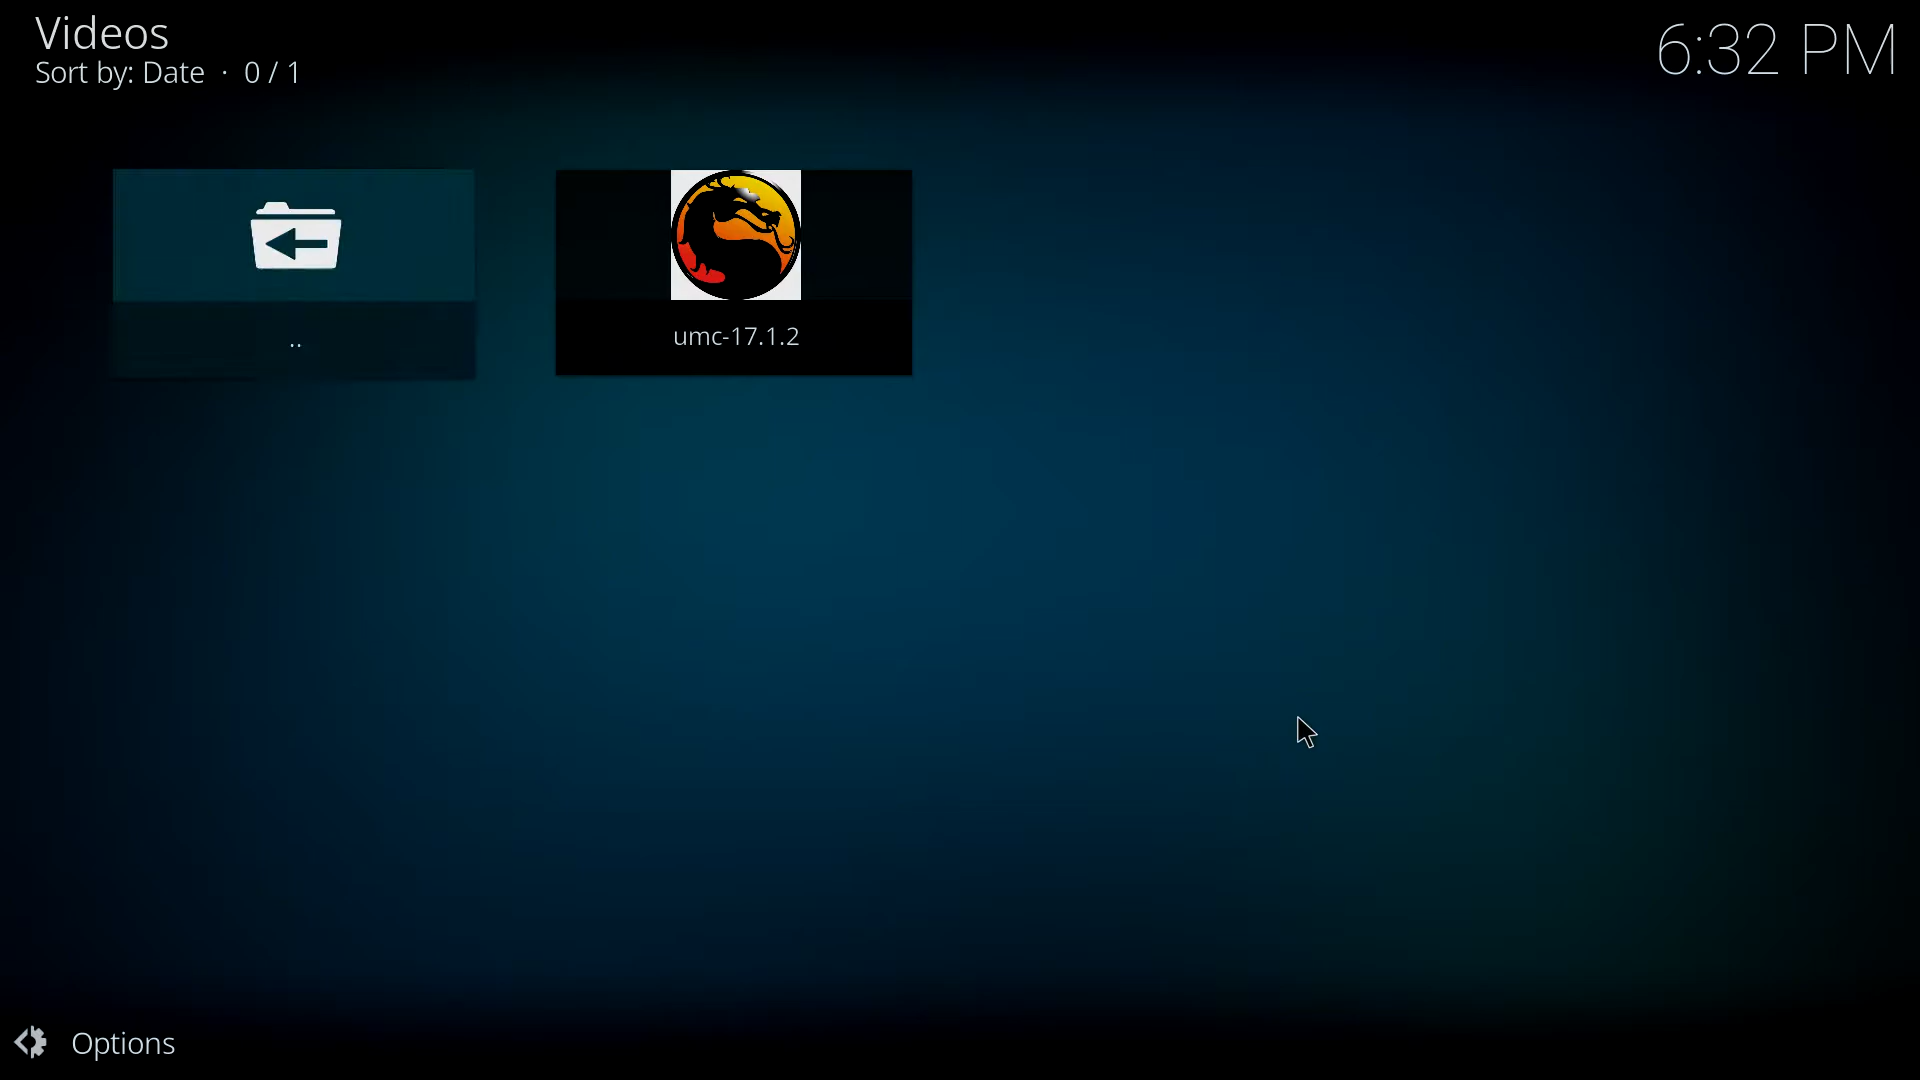 Videos
Sort by: Date · 0 / 1
6:32 PM
..
umc-17.1.2
Options